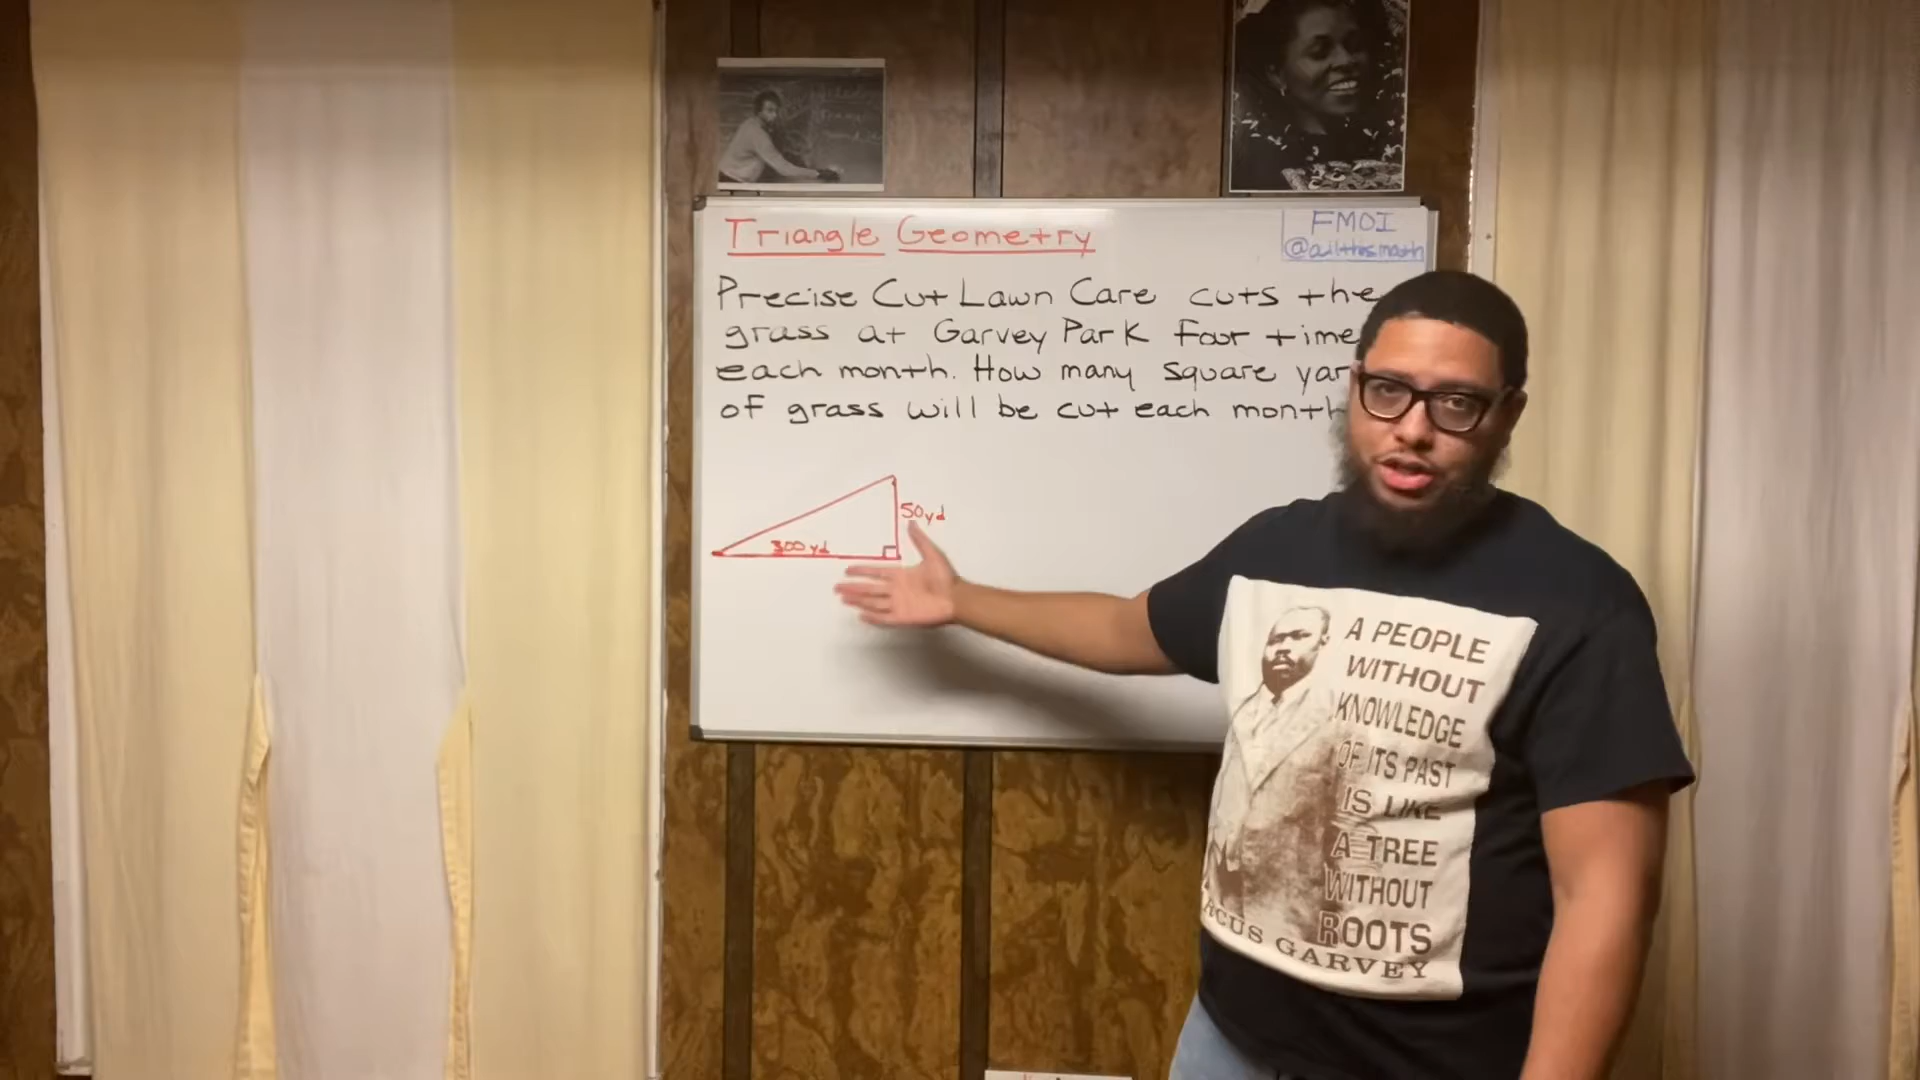 Triangle Geometry
FMOI
@allthismath
Precise Cut Lawn Care cuts the
grass at Garvey Park four time
each month. How many square yar
of grass will be cut each month
50yd
300 yd
A PEOPLE
WITHOUT
KNOWLEDGE
OF ITS PAST
IS LIKE
A TREE
WITHOUT
ROOTS
RCUS GARVEY